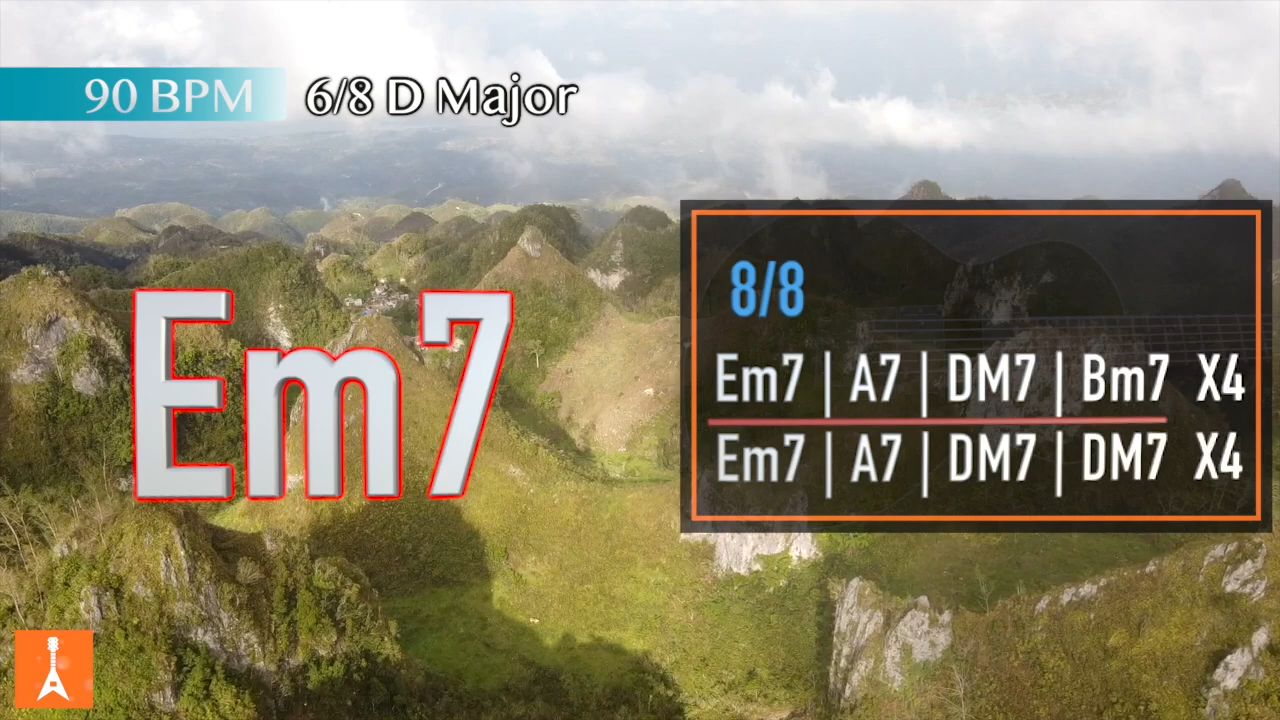 90 BPM 6/8 D Major
8/8
Em7
Em7 | A7 | DM7 | Bm7 X4
Em7 | A7 | DM7 | DM7 X4